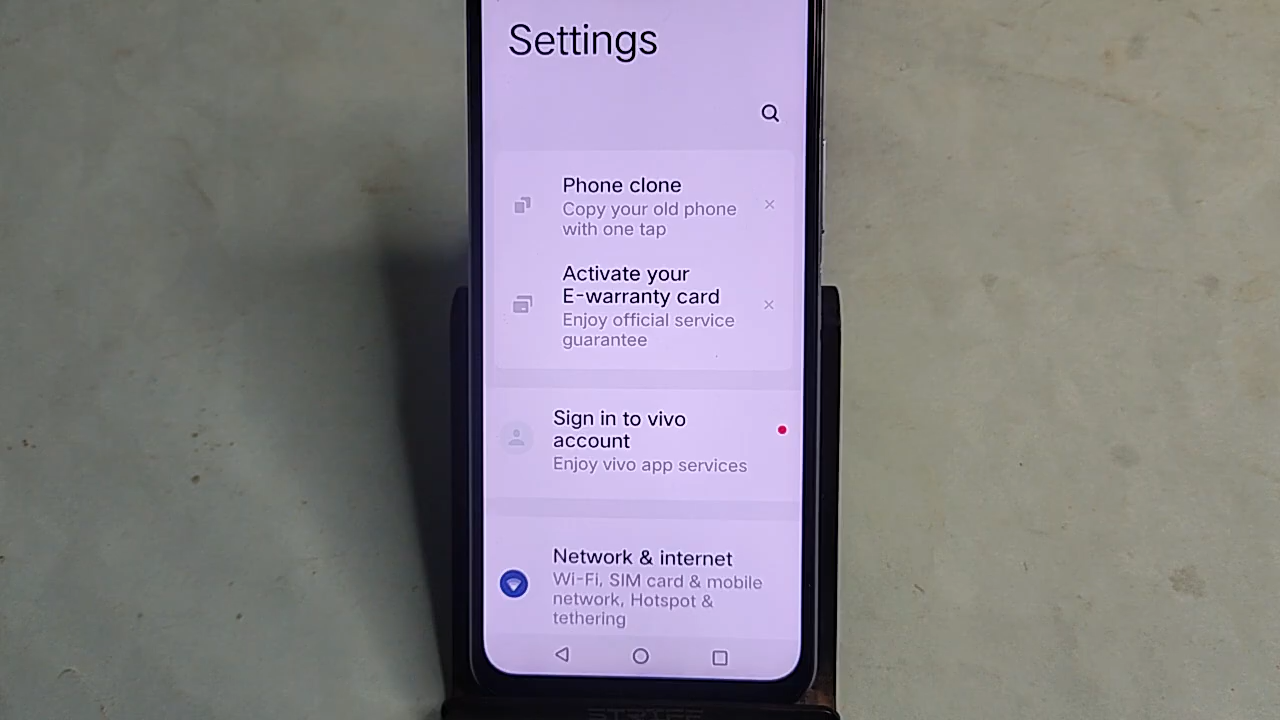 Settings
Phone clone
Copy your old phone
with one tap
Activate your
E-warranty card
Enjoy official service
guarantee
Sign in to vivo
account
Enjoy vivo app services
Network & internet
Wi-Fi, SIM card & mobile
network, Hotspot &
tethering
STRIFF